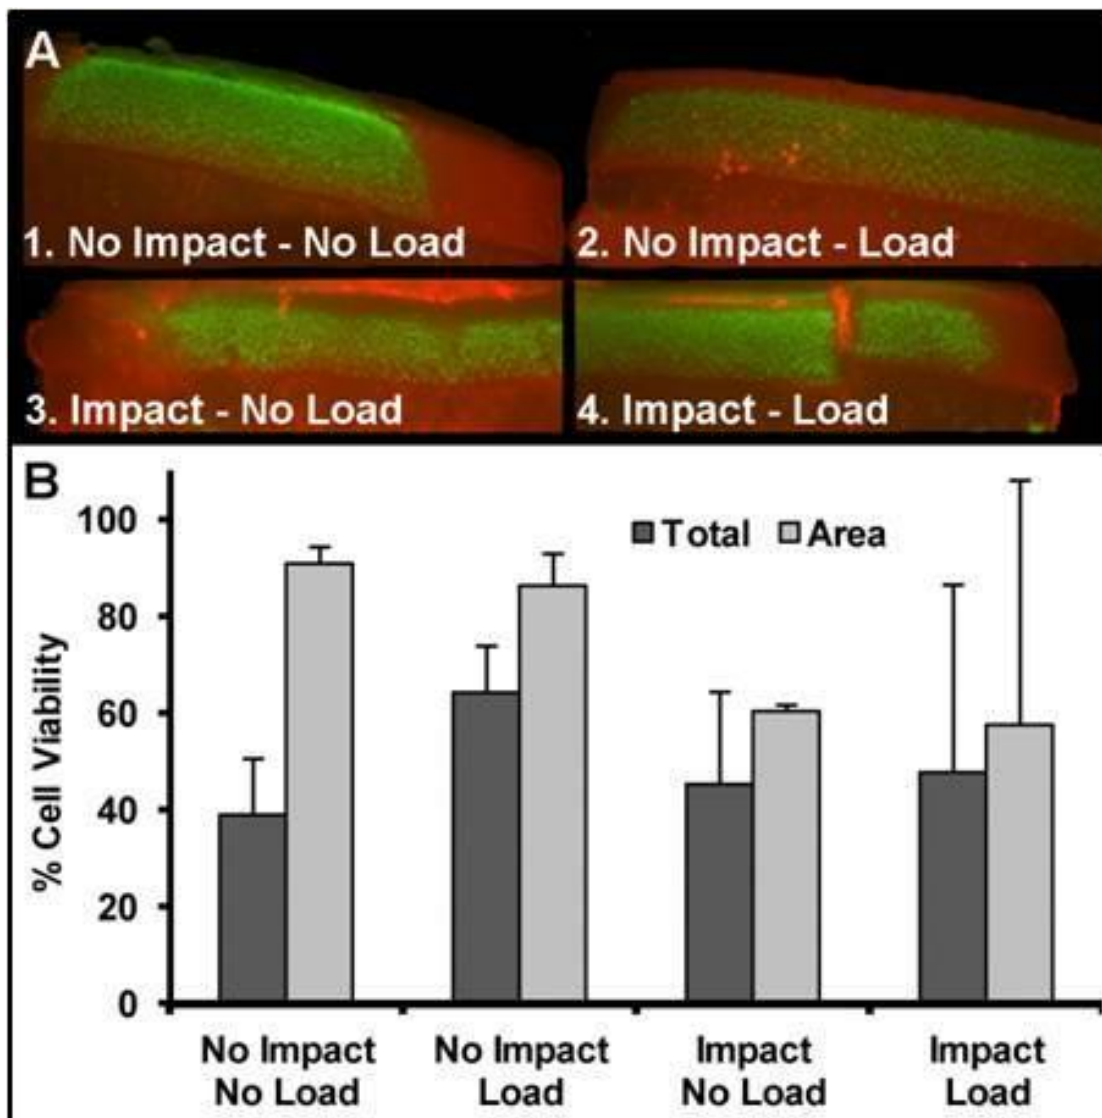 A
1. No Impact - No Load
2. No Impact - Load
3. Impact - No Load
4. Impact - Load
B
Total Area
% Cell Viability
100
80
60
40
20
0
No Impact No Impact Impact Impact
No Load Load No Load Load